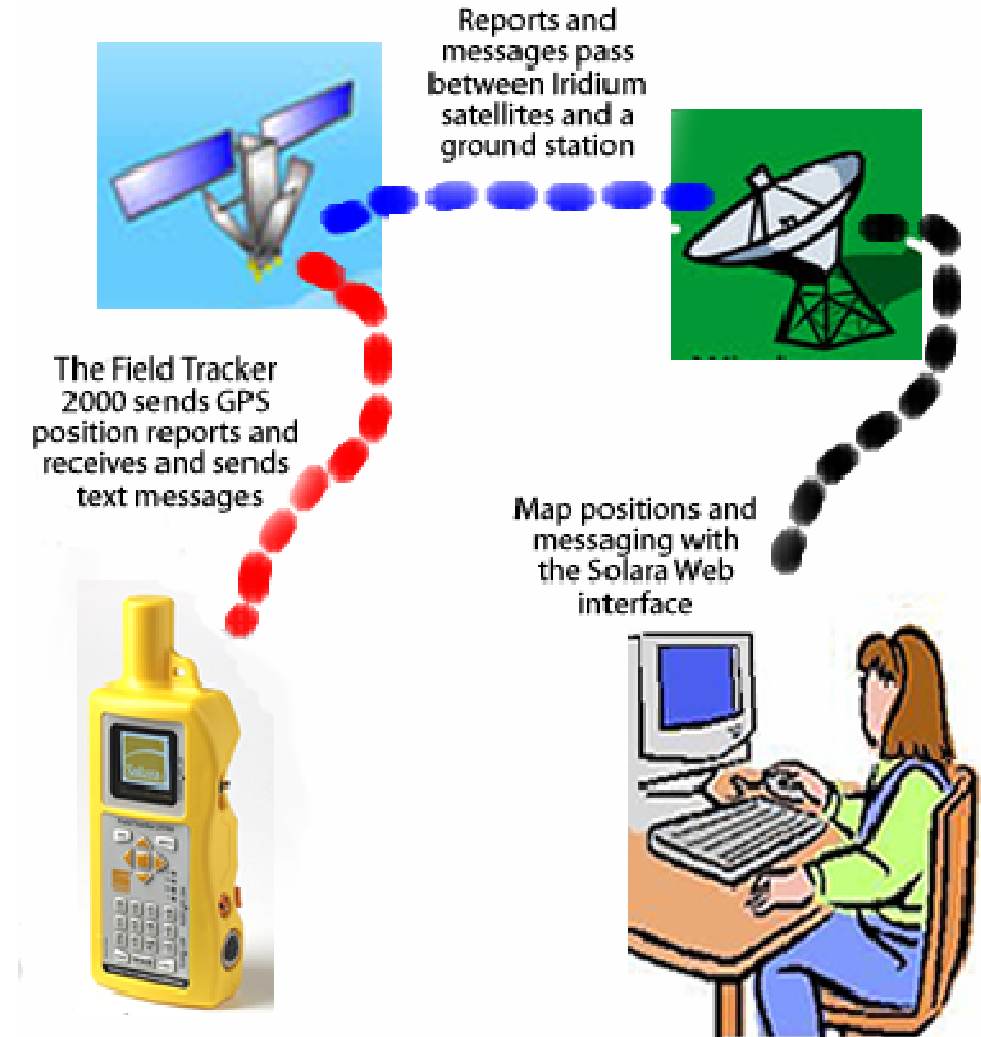 Reports and
messages pass
between Iridium
satellites and a
ground station
The Field Tracker
2000 sends GPS
position reports and
receives and sends
text messages
Map positions and
messaging with
the Solara Web
interface
Solara